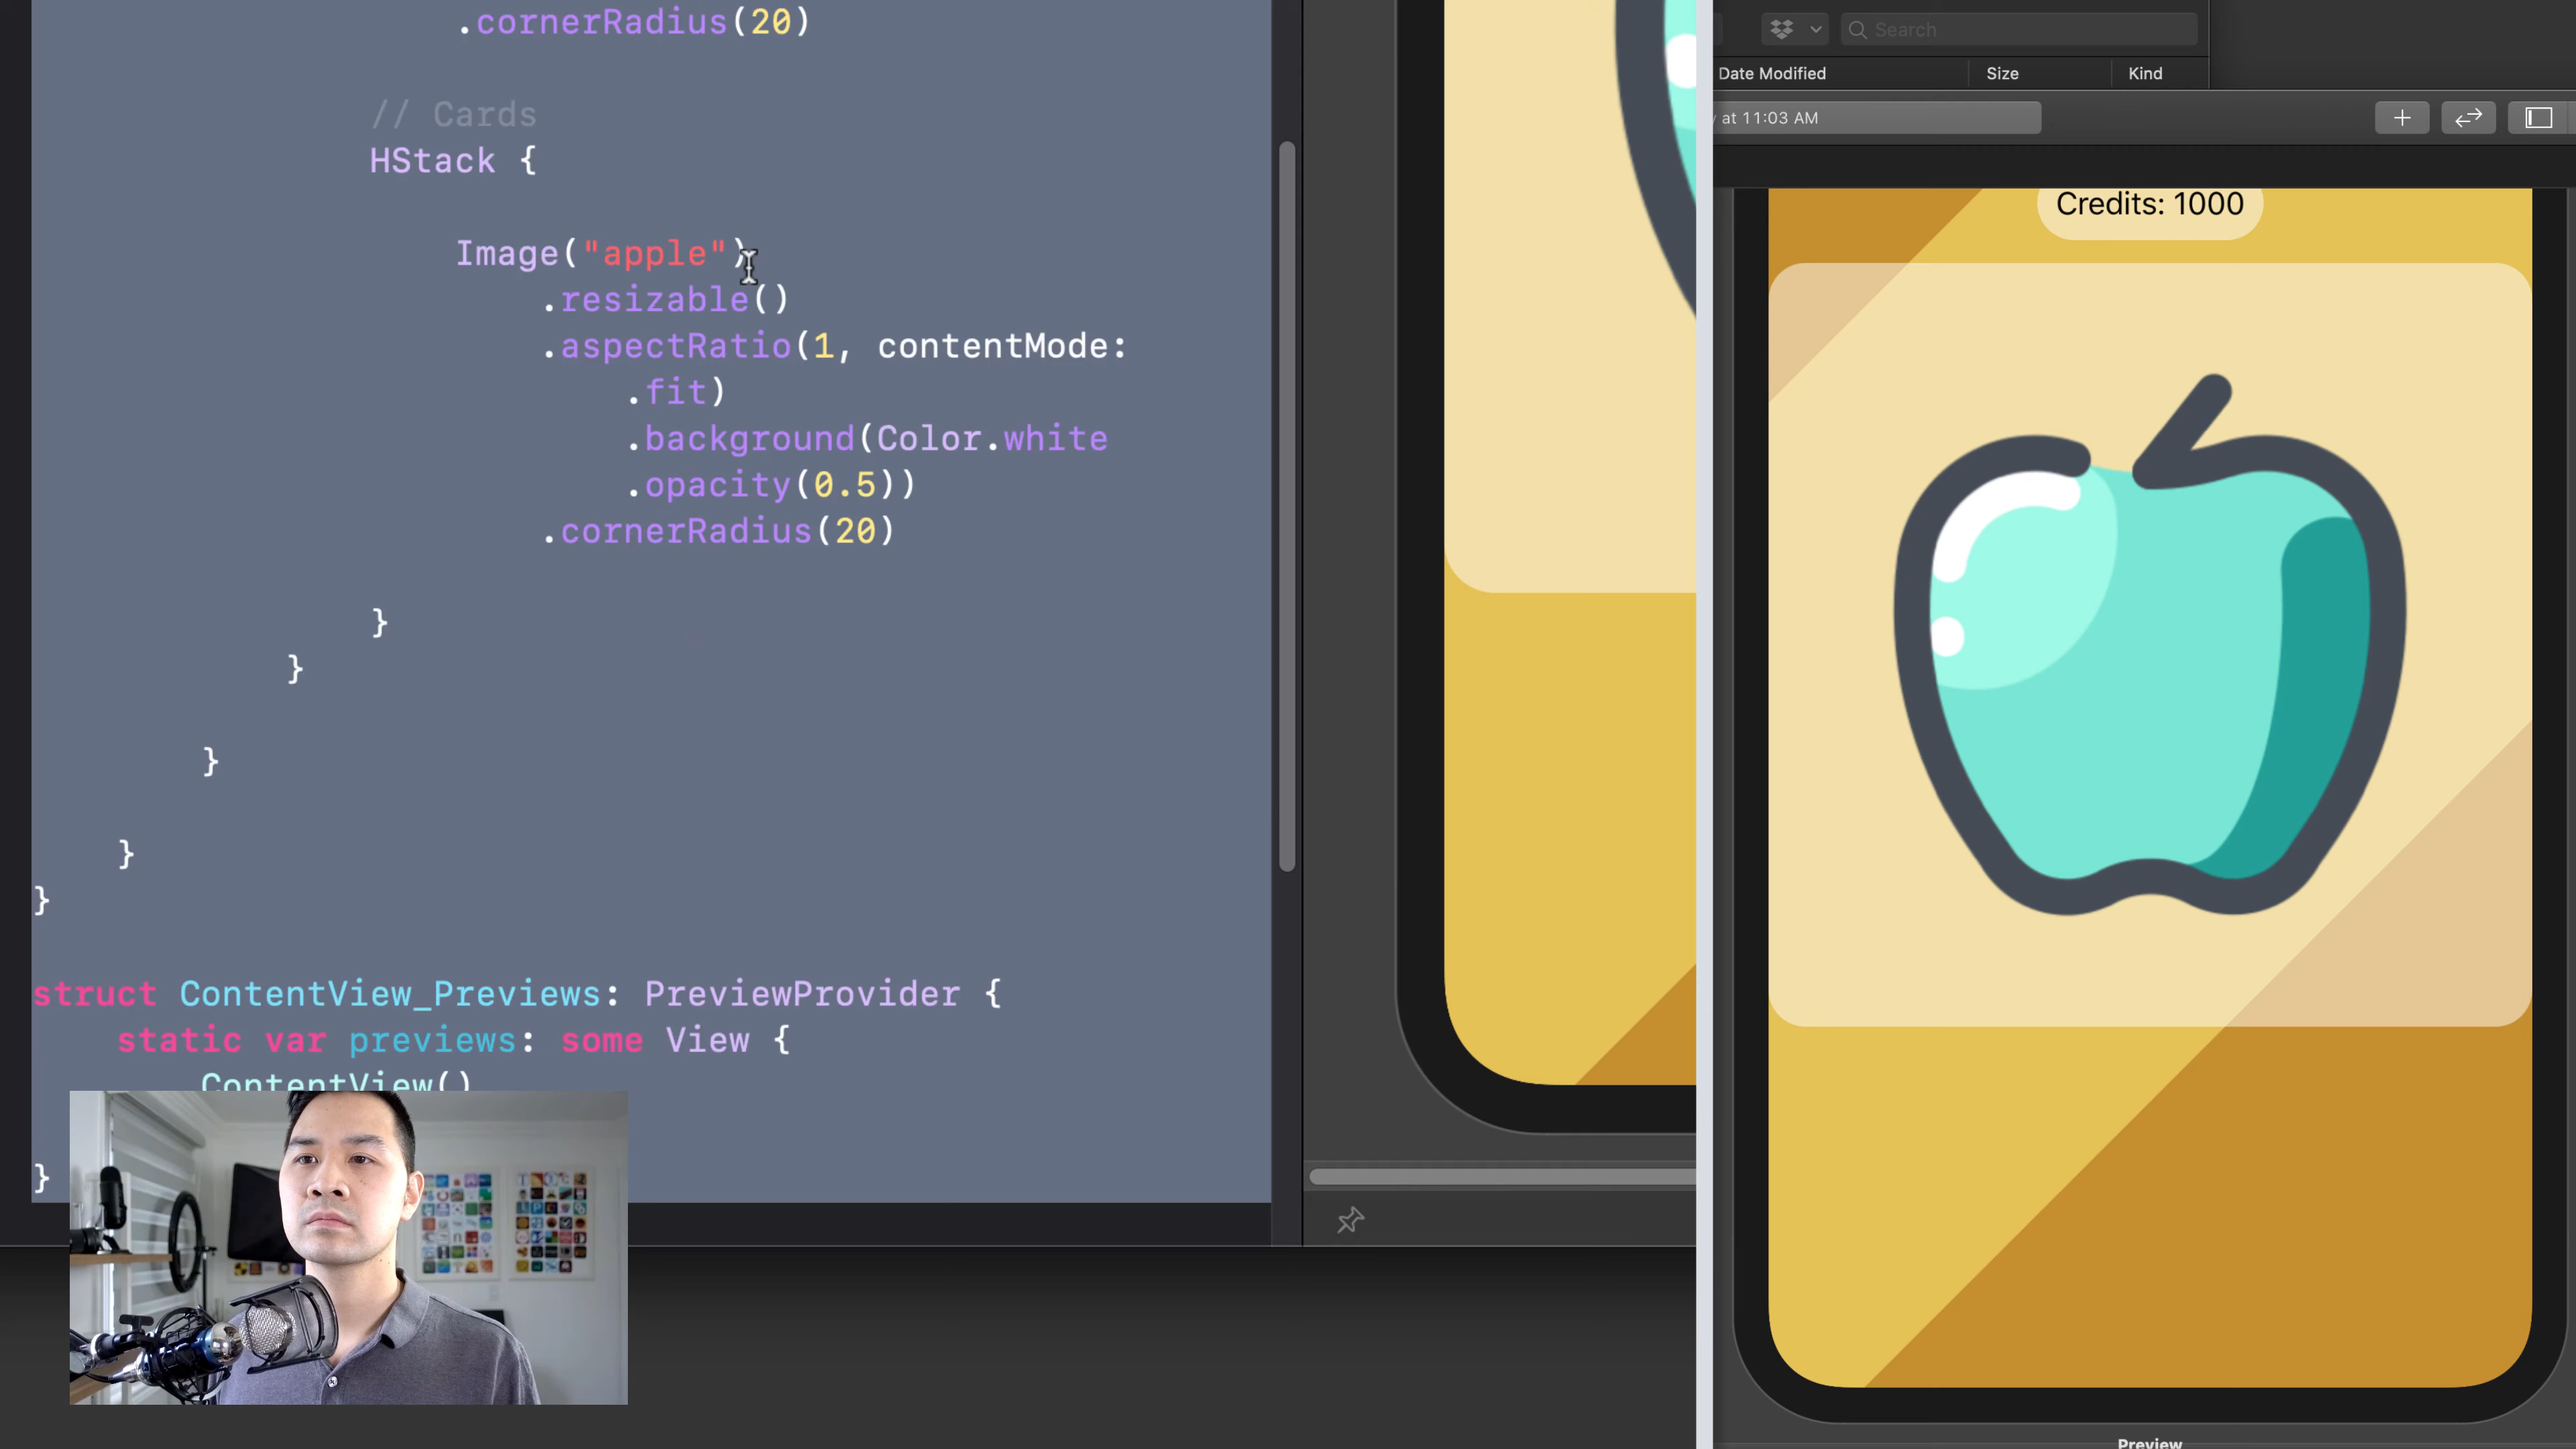 .cornerRadius(20)
// Cards
HStack {
Image("apple")
.resizable()
.aspectRatio(1, contentMode:
.fit)
.background(Color.white
.opacity(0.5))
.cornerRadius(20)
}
}
}
}
}
struct ContentView_Previews: PreviewProvider {
static var previews: some View {
ContentView()
}
Search
Date Modified Size Kind
at 11:03 AM
Credits: 1000
Preview